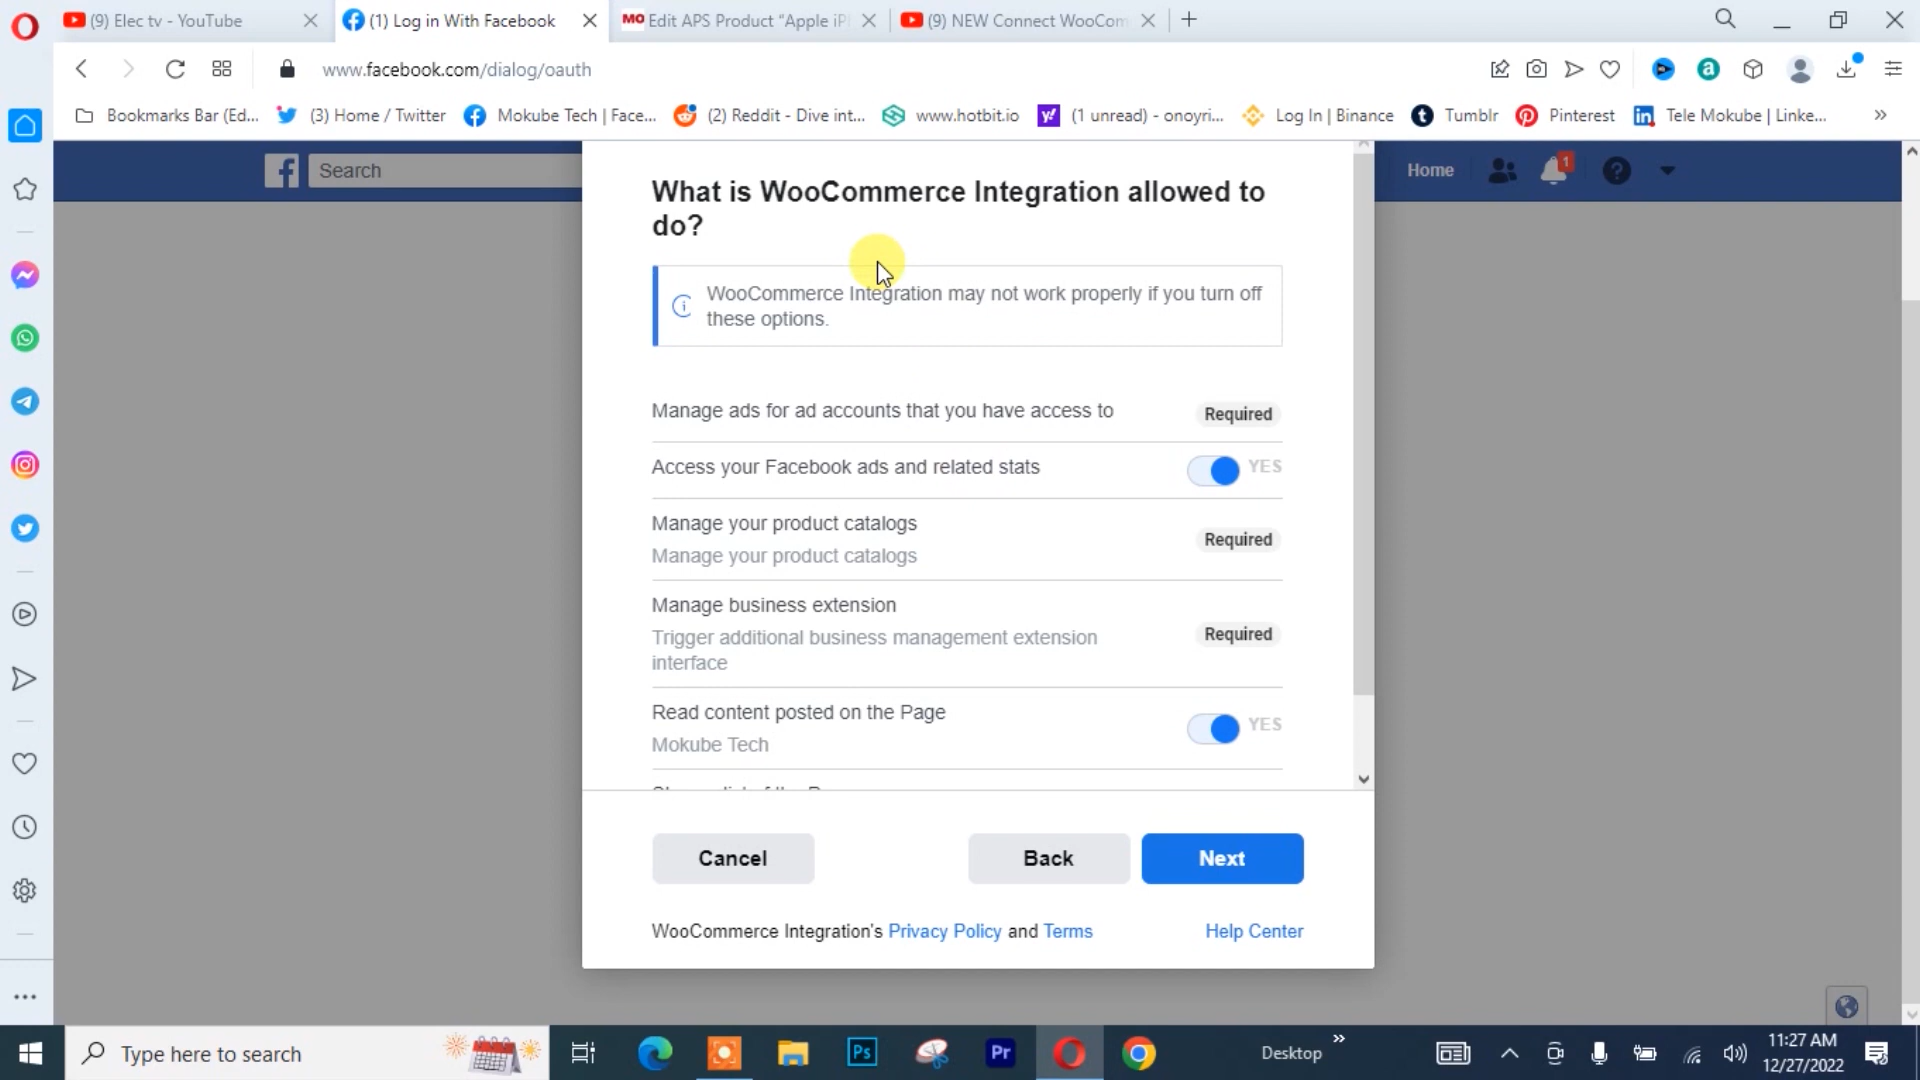 (9) Elec tv - YouTube
(1) Log in With Facebook
MO Edit APS Product “Apple iP
(9) NEW Connect WooCom
www.facebook.com/dialog/oauth
Bookmarks Bar (Ed...
(3) Home / Twitter
Mokube Tech | Face...
(2) Reddit - Dive int...
www.hotbit.io
(1 unread) - onoyri...
Log In | Binance
Tumblr
Pinterest
Tele Mokube | Linke...
Search
Home
1
What is WooCommerce Integration allowed to
do?
WooCommerce Integration may not work properly if you turn off
these options.
Manage ads for ad accounts that you have access to
Required
Access your Facebook ads and related stats
YES
Manage your product catalogs
Manage your product catalogs
Required
Manage business extension
Trigger additional business management extension
interface
Required
Read content posted on the Page
Mokube Tech
YES
Cancel
Back
Next
WooCommerce Integration's Privacy Policy and Terms
Help Center
Type here to search
Ps
Pr
Desktop
11:27 AM
12/27/2022